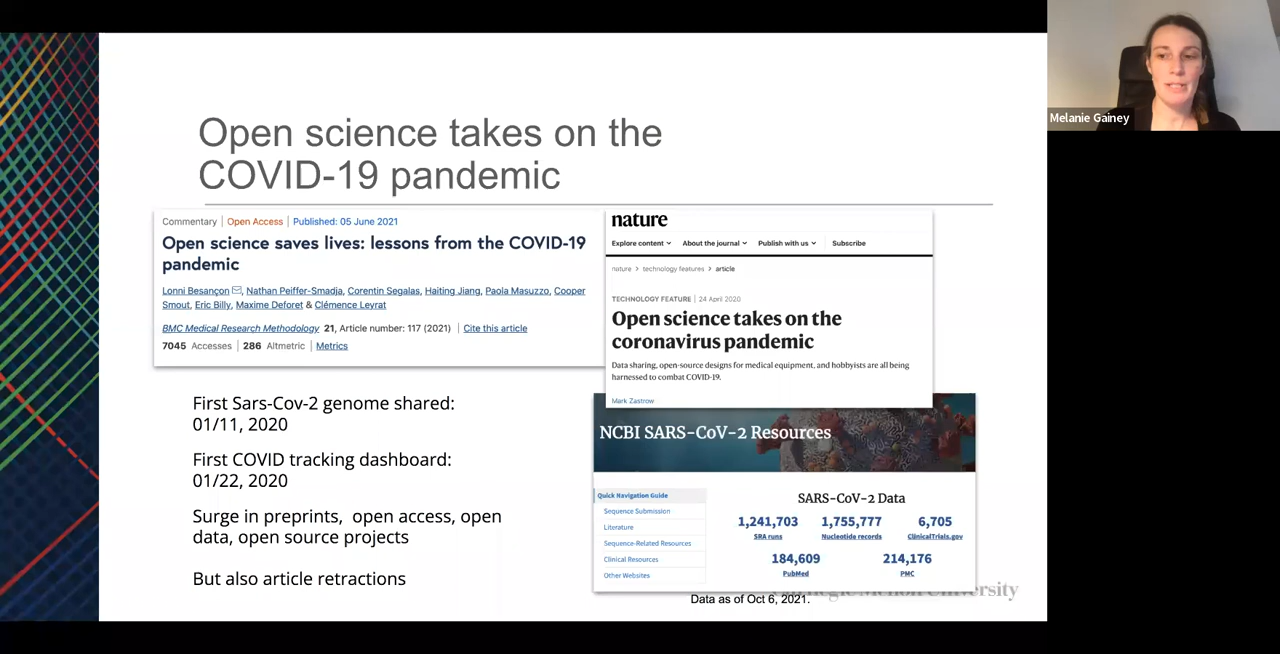 Open science takes on the
COVID-19 pandemic
Commentary | Open Access | Published: 05 June 2021
Open science saves lives: lessons from the COVID-19
pandemic
Lonni Besançon, Nathan Peiffer-Smadja, Corentin Segalas, Haiting Jiang, Paola Masuzzo, Cooper
Smout, Eric Billy, Maxime Deforet & Clémence Leyrat
BMC Medical Research Methodology 21, Article number: 117 (2021) | Cite this article
7045 Accesses | 286 Altmetric | Metrics
nature
Explore content About the journal Publish with us Subscribe
nature > technology features > article
TECHNOLOGY FEATURE | 24 April 2020
Open science takes on the
coronavirus pandemic
Data sharing, open-source designs for medical equipment, and hobbyists are all being
harnessed to combat COVID-19.
Mark Zastrow
First Sars-Cov-2 genome shared:
01/11, 2020
First COVID tracking dashboard:
01/22, 2020
Surge in preprints, open access, open
data, open source projects
But also article retractions
NCBI SARS-CoV-2 Resources
Quick Navigation Guide
Sequence Submission
Literature
Sequence-Related Resources
Clinical Resources
Other Websites
SARS-CoV-2 Data
1,241,703 1,755,777 6,705
SRA runs Nucleotide records ClinicalTrials.gov
184,609 214,176
PubMed PMC
Carnegie Mellon University
Data as of Oct 6, 2021.
Melanie Gainey